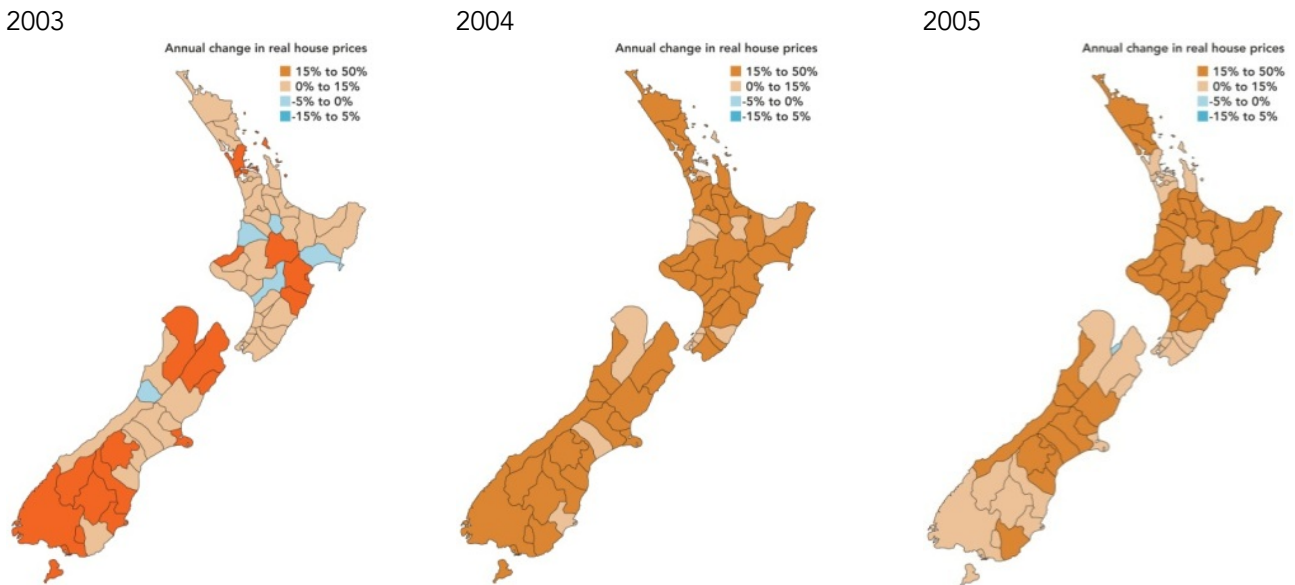 2003
Annual change in real house prices
15% to 50%
0% to 15%
-5% to 0%
-15% to 5%
2004
Annual change in real house prices
15% to 50%
0% to 15%
-5% to 0%
-15% to 5%
2005
Annual change in real house prices
15% to 50%
0% to 15%
-5% to 0%
-15% to 5%